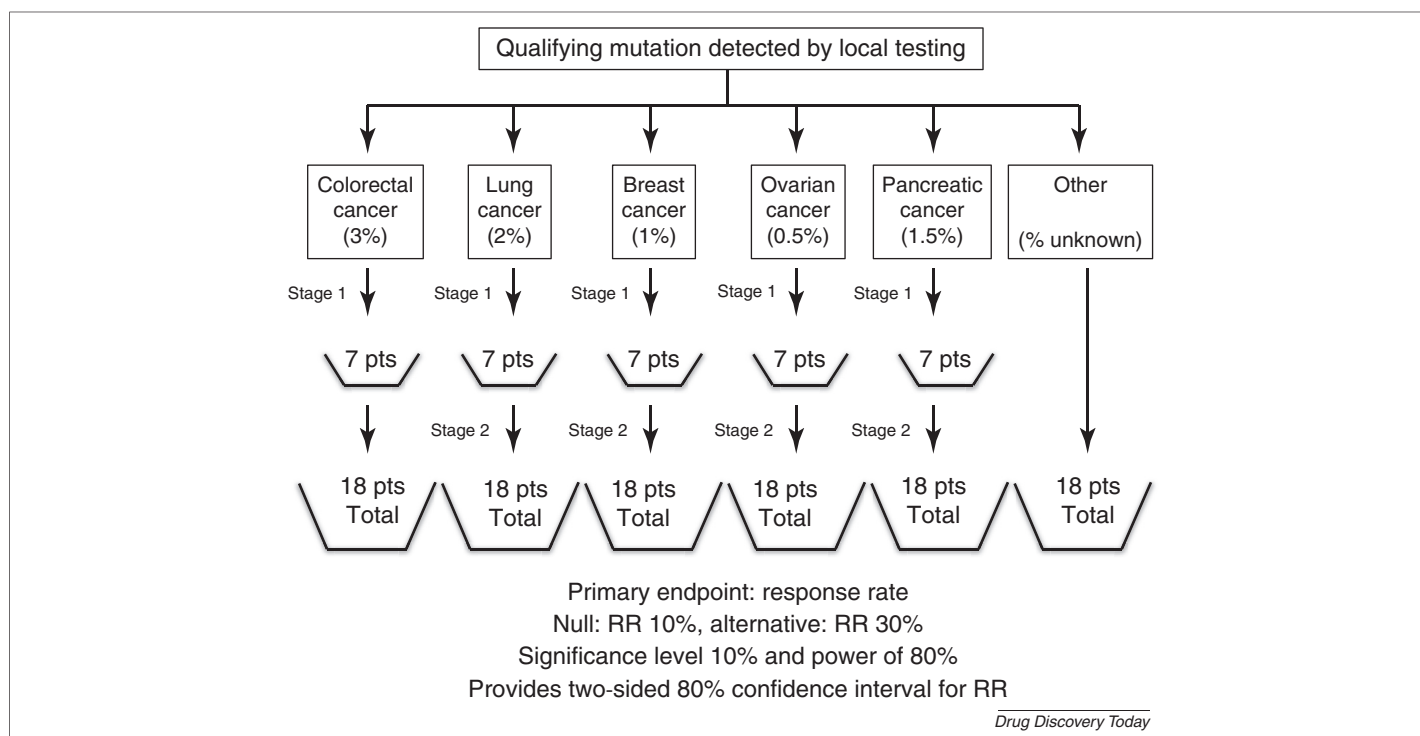 Qualifying mutation detected by local testing
Colorectal
cancer
(3%)
Lung
cancer
(2%)
Breast
cancer
(1%)
Ovarian
cancer
(0.5%)
Pancreatic
cancer
(1.5%)
Other
(% unknown)
Stage 1
Stage 1
Stage 1
Stage 1
Stage 1
7 pts
7 pts
7 pts
7 pts
7 pts
Stage 2
Stage 2
Stage 2
Stage 2
18 pts
Total
18 pts
Total
18 pts
Total
18 pts
Total
18 pts
Total
18 pts
Total
Primary endpoint: response rate
Null: RR 10%, alternative: RR 30%
Significance level 10% and power of 80%
Provides two-sided 80% confidence interval for RR
Drug Discovery Today